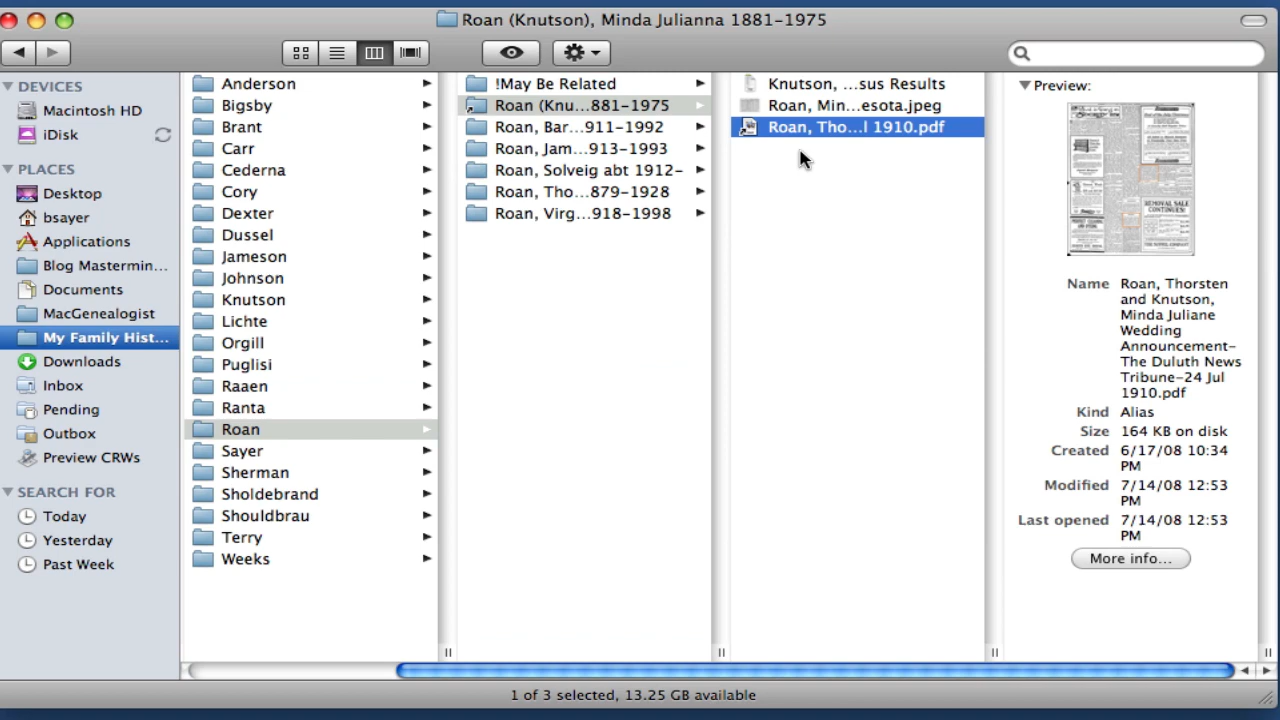 Roan (Knutson), Minda Julianna 1881-1975
DEVICES
Macintosh HD
iDisk
PLACES
Desktop
bsayer
Applications
Blog Mastermin...
Documents
MacGenealogist
My Family Hist...
Downloads
Inbox
Pending
Outbox
Preview CRWs
SEARCH FOR
Today
Yesterday
Past Week
Anderson
Bigsby
Brant
Carr
Cederna
Cory
Dexter
Dussel
Jameson
Johnson
Knutson
Lichte
Orgill
Puglisi
Raaen
Ranta
Roan
Sayer
Sherman
Sholdebrand
Shouldbrau
Terry
Weeks
!May Be Related
Roan (Knu...881-1975
Roan, Bar...911-1992
Roan, Jam...913-1993
Roan, Solveig abt 1912-
Roan, Tho...879-1928
Roan, Virg...918-1998
Knutson, ...sus Results
Roan, Min...esota.jpeg
Roan, Tho...l 1910.pdf
Preview:
REMOVAL SALE
CONTINUES!
Name Roan, Thorsten
and Knutson,
Minda Juliane
Wedding
Announcement-
The Duluth News
Tribune-24 Jul
1910.pdf
Kind Alias
Size 164 KB on disk
Created 6/17/08 10:34
PM
Modified 7/14/08 12:53
PM
Last opened 7/14/08 12:53
PM
More info...
1 of 3 selected, 13.25 GB available